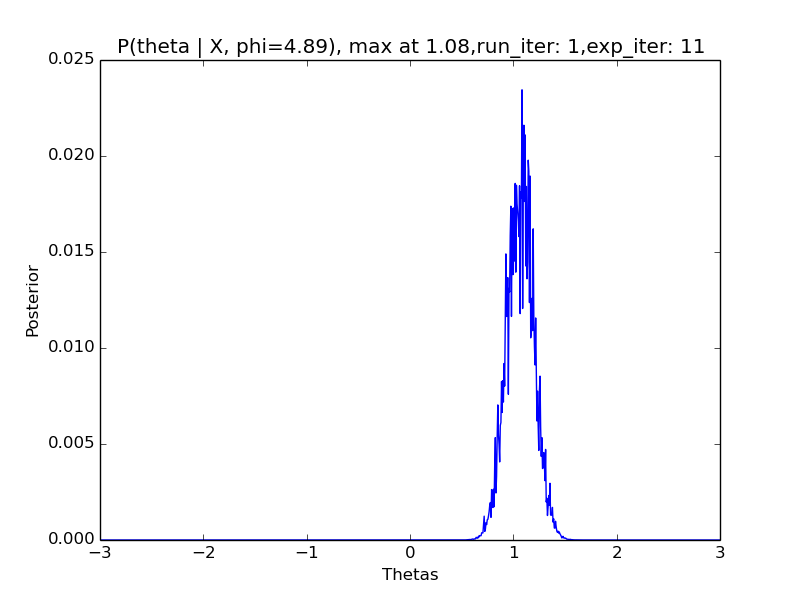 P(theta | X, phi=4.89), max at 1.08,run_iter: 1,exp_iter: 11
0.025
0.020
0.015
0.010
0.005
0.000
Posterior
−3 −2 −1 0 1 2 3
Thetas